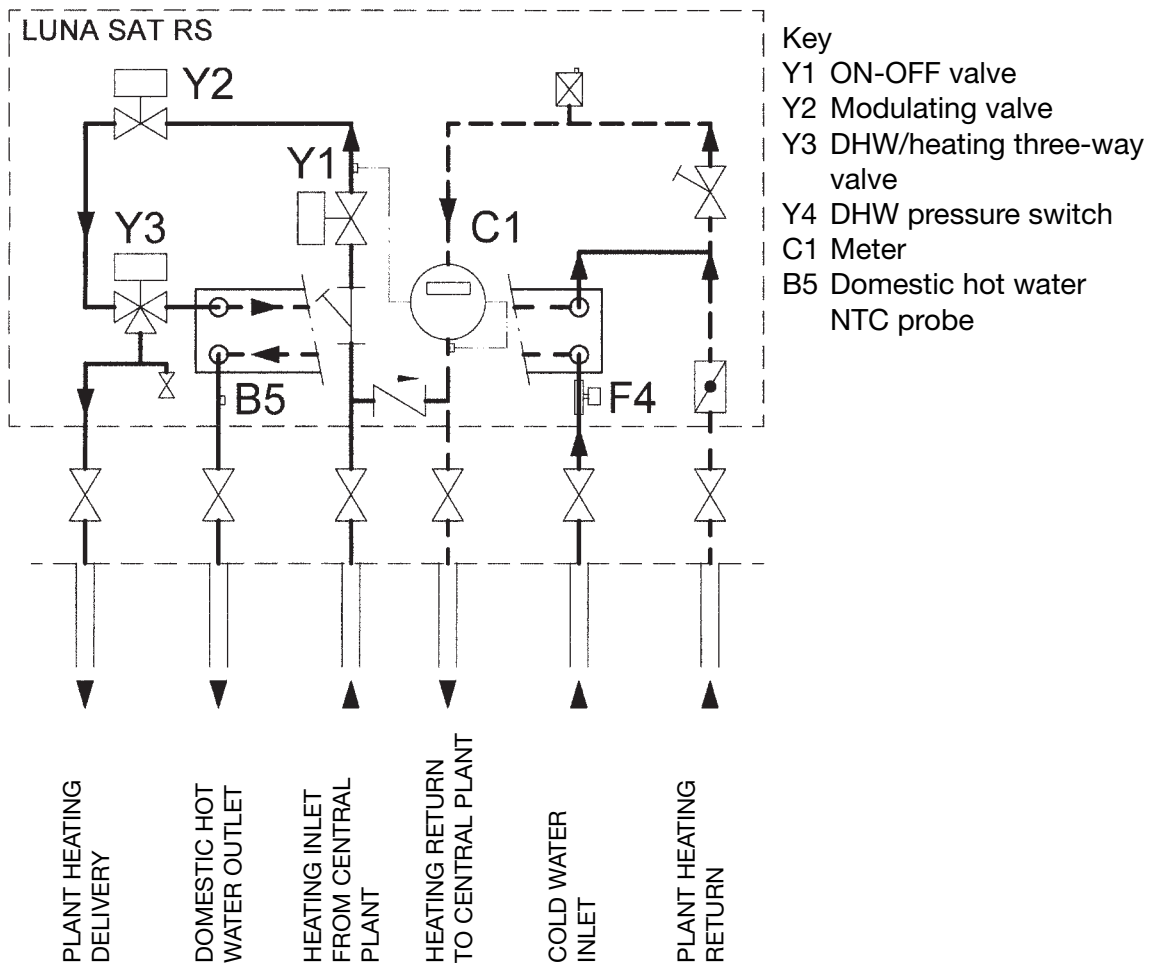 LUNA SAT RS
Y2
Y1
Y3
C1
B5
F4
Key
Y1 ON-OFF valve
Y2 Modulating valve
Y3 DHW/heating three-way
valve
Y4 DHW pressure switch
C1 Meter
B5 Domestic hot water
NTC probe
PLANT HEATING
DELIVERY
DOMESTIC HOT
WATER OUTLET
HEATING INLET
FROM CENTRAL
PLANT
HEATING RETURN
TO CENTRAL PLANT
COLD WATER
INLET
PLANT HEATING
RETURN